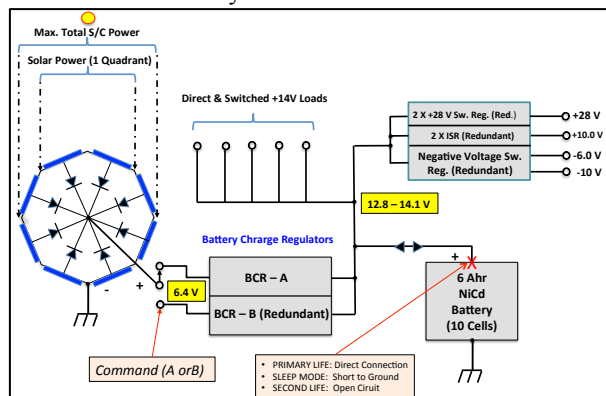 Max. Total S/C Power
Solar Power (1 Quadrant)
Direct & Switched +14V Loads
2 X +28 V Sw. Reg. (Red.)
2 X ISR (Redundant)
Negative Voltage Sw.
Reg. (Redundant)
+28 V
+10.0 V
-6.0 V
-10 V
12.8 – 14.1 V
Battery Chrarge Regulators
BCR – A
BCR – B (Redundant)
6.4 V
- +
+
6 Ahr
NiCd
Battery
(10 Cells)
X
Command (A orB)
• PRIMARY LIFE: Direct Connection
• SLEEP MODE: Short to Ground
• SECOND LIFE: Open Ciruit